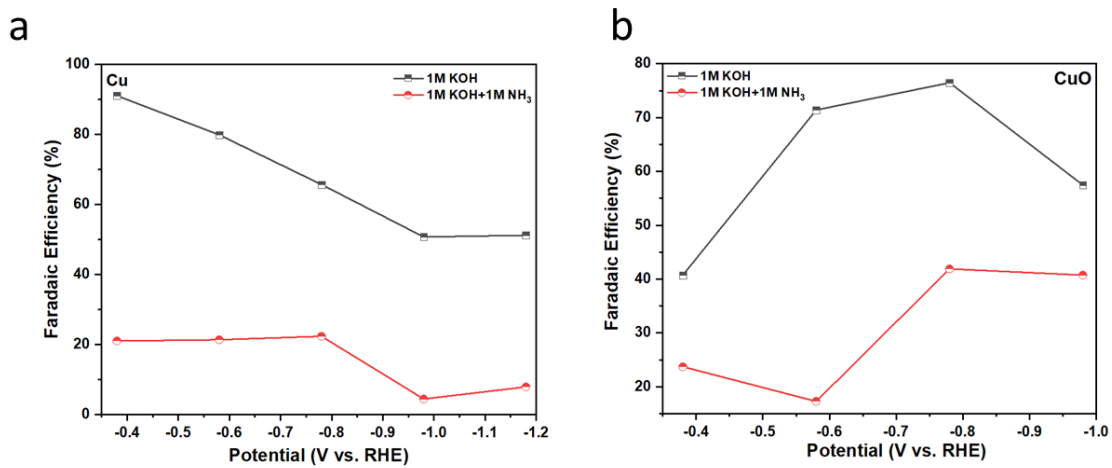 a
Cu
1M KOH
1M KOH+1M NH3
Faradaic Efficiency (%)
100
80
60
40
20
0
-0.4 -0.5 -0.6 -0.7 -0.8 -0.9 -1.0 -1.1 -1.2
Potential (V vs. RHE)
b
CuO
1M KOH
1M KOH+1M NH3
Faradaic Efficiency (%)
80
70
60
50
40
30
20
-0.4 -0.5 -0.6 -0.7 -0.8 -0.9 -1.0
Potential (V vs. RHE)